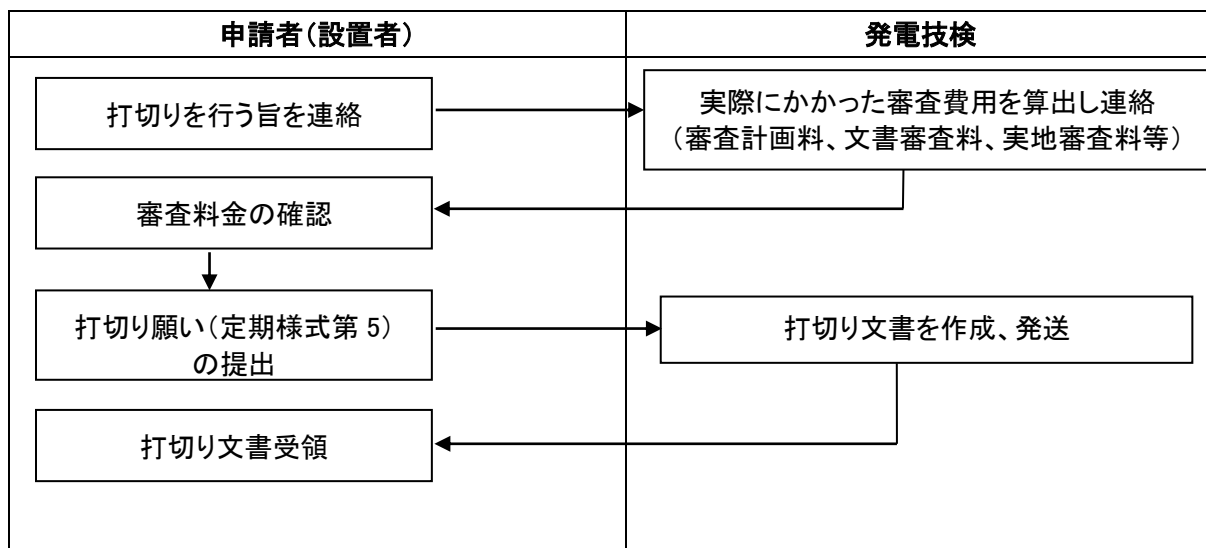 申請者（設置者）
発電技検
打切りを行う旨を連絡
実際にかかった審査費用を算出し連絡
（審査計画料、文書審査料、実地審査料等）
審査料金の確認
打切り願い（定期様式第 5）
の提出
打切り文書を作成、発送
打切り文書受領